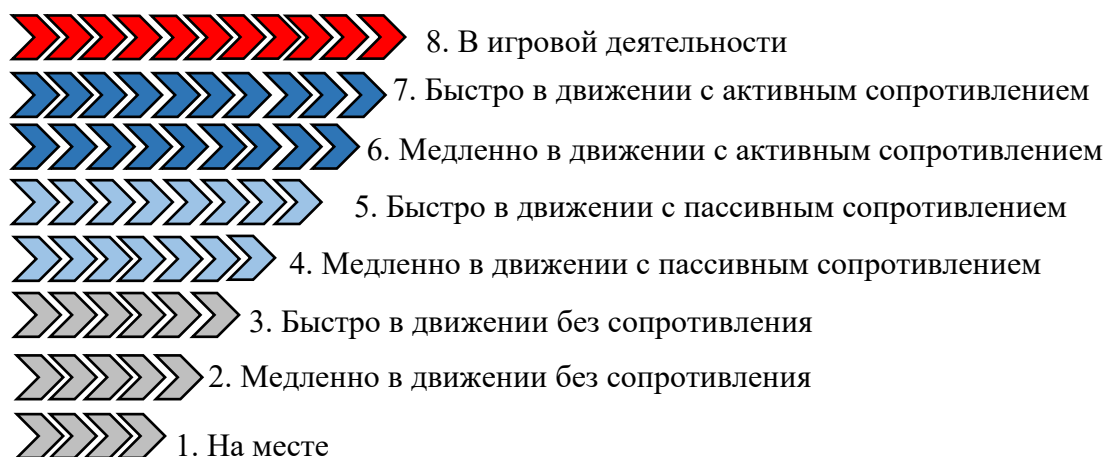 8. В игровой деятельности
7. Быстро в движении с активным сопротивлением
6. Медленно в движении с активным сопротивлением
5. Быстро в движении с пассивным сопротивлением
4. Медленно в движении с пассивным сопротивлением
3. Быстро в движении без сопротивления
2. Медленно в движении без сопротивления
1. На месте